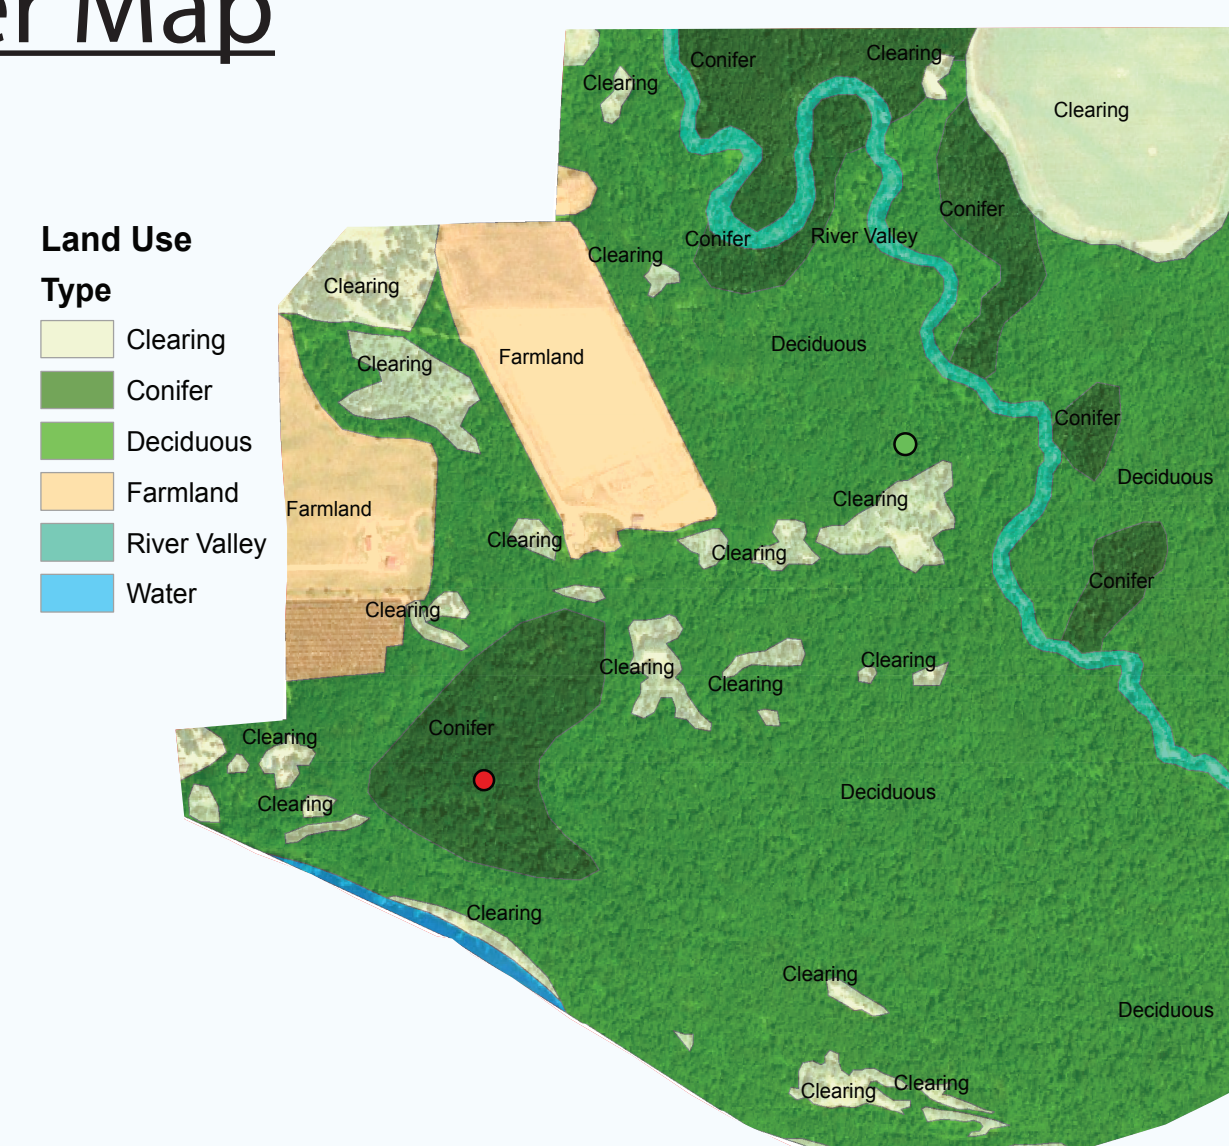 er Map
Land Use
Type
Clearing
Conifer
Deciduous
Farmland
River Valley
Water
Conifer
Clearing
Clearing
Clearing
Conifer
Conifer
River Valley
Clearing
Clearing
Deciduous
Farmland
Clearing
Conifer
Deciduous
Clearing
Farmland
Clearing
Clearing
Conifer
Clearing
Clearing
Clearing
Clearing
Conifer
Clearing
Deciduous
Clearing
Clearing
Clearing
Deciduous
Clearing
Clearing